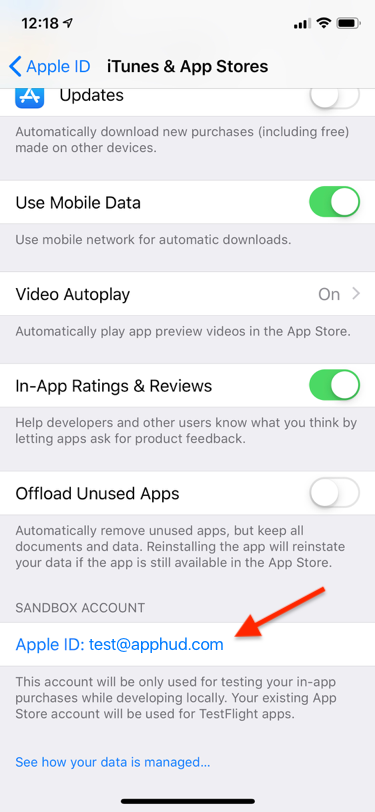 12:18
Apple ID
iTunes & App Stores
Updates
Automatically download new purchases (including free)
made on other devices.
Use Mobile Data
Use mobile network for automatic downloads.
Video Autoplay
On
Automatically play app preview videos in the App Store.
In-App Ratings & Reviews
Help developers and other users know what you think by
letting apps ask for product feedback.
Offload Unused Apps
Automatically remove unused apps, but keep all
documents and data. Reinstalling the app will reinstate
your data if the app is still available in the App Store.
SANDBOX ACCOUNT
Apple ID: test@apphud.com
This account will be only used for testing your in-app
purchases while developing locally. Your existing App
Store account will be used for TestFlight apps.
See how your data is managed...